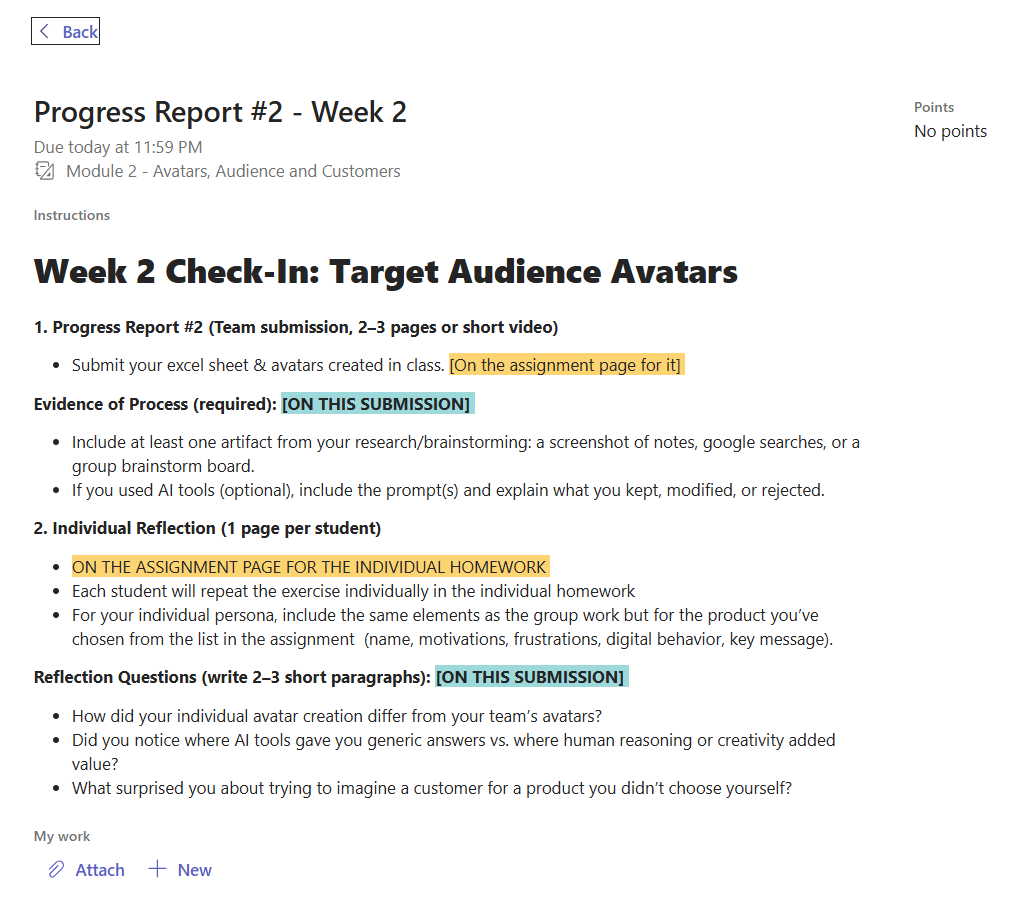 Back
Progress Report #2 - Week 2
Due today at 11:59 PM
Module 2 - Avatars, Audience and Customers
Points
No points
Instructions
Week 2 Check-In: Target Audience Avatars
1. Progress Report #2 (Team submission, 2–3 pages or short video)
• Submit your excel sheet & avatars created in class. [On the assignment page for it]
Evidence of Process (required): [ON THIS SUBMISSION]
• Include at least one artifact from your research/brainstorming: a screenshot of notes, google searches, or a
group brainstorm board.
• If you used AI tools (optional), include the prompt(s) and explain what you kept, modified, or rejected.
2. Individual Reflection (1 page per student)
• ON THE ASSIGNMENT PAGE FOR THE INDIVIDUAL HOMEWORK
• Each student will repeat the exercise individually in the individual homework
• For your individual persona, include the same elements as the group work but for the product you’ve
chosen from the list in the assignment  (name, motivations, frustrations, digital behavior, key message).
Reflection Questions (write 2–3 short paragraphs): [ON THIS SUBMISSION]
• How did your individual avatar creation differ from your team’s avatars?
• Did you notice where AI tools gave you generic answers vs. where human reasoning or creativity added
value?
• What surprised you about trying to imagine a customer for a product you didn’t choose yourself?
My work
Attach
New